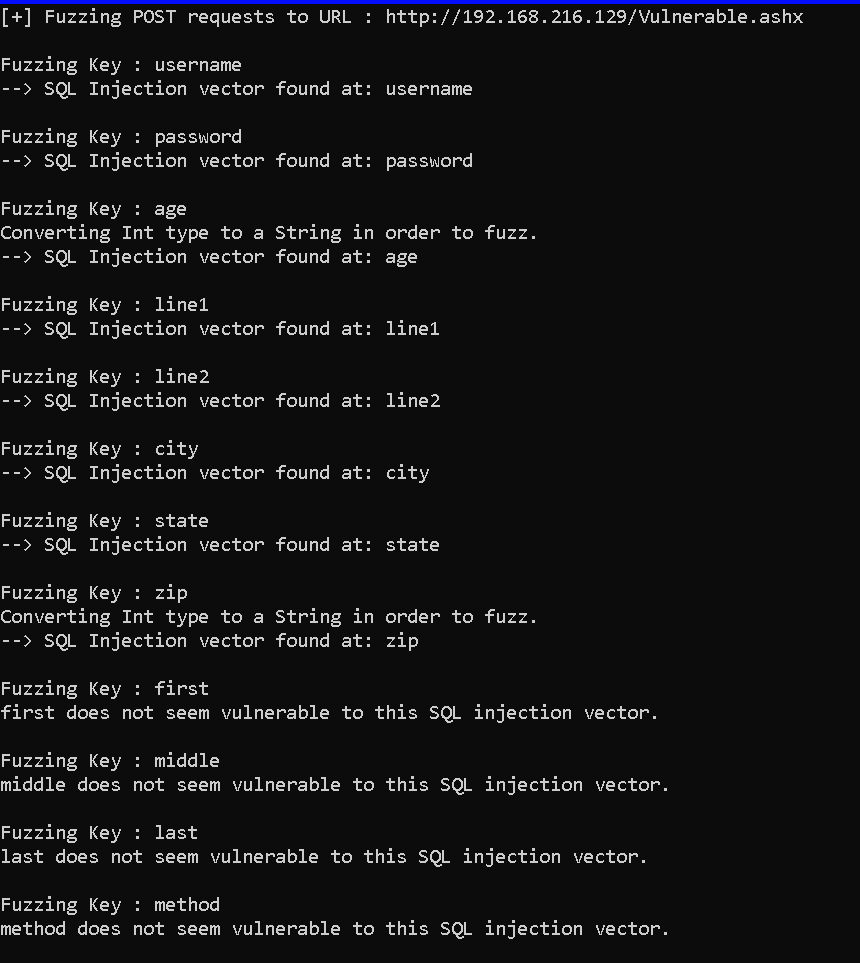 [+] Fuzzing POST requests to URL : http://192.168.216.129/Vulnerable.ashx
Fuzzing Key : username
--> SQL Injection vector found at: username
Fuzzing Key : password
--> SQL Injection vector found at: password
Fuzzing Key : age
Converting Int type to a String in order to fuzz.
--> SQL Injection vector found at: age
Fuzzing Key : line1
--> SQL Injection vector found at: line1
Fuzzing Key : line2
--> SQL Injection vector found at: line2
Fuzzing Key : city
--> SQL Injection vector found at: city
Fuzzing Key : state
--> SQL Injection vector found at: state
Fuzzing Key : zip
Converting Int type to a String in order to fuzz.
--> SQL Injection vector found at: zip
Fuzzing Key : first
first does not seem vulnerable to this SQL injection vector.
Fuzzing Key : middle
middle does not seem vulnerable to this SQL injection vector.
Fuzzing Key : last
last does not seem vulnerable to this SQL injection vector.
Fuzzing Key : method
method does not seem vulnerable to this SQL injection vector.